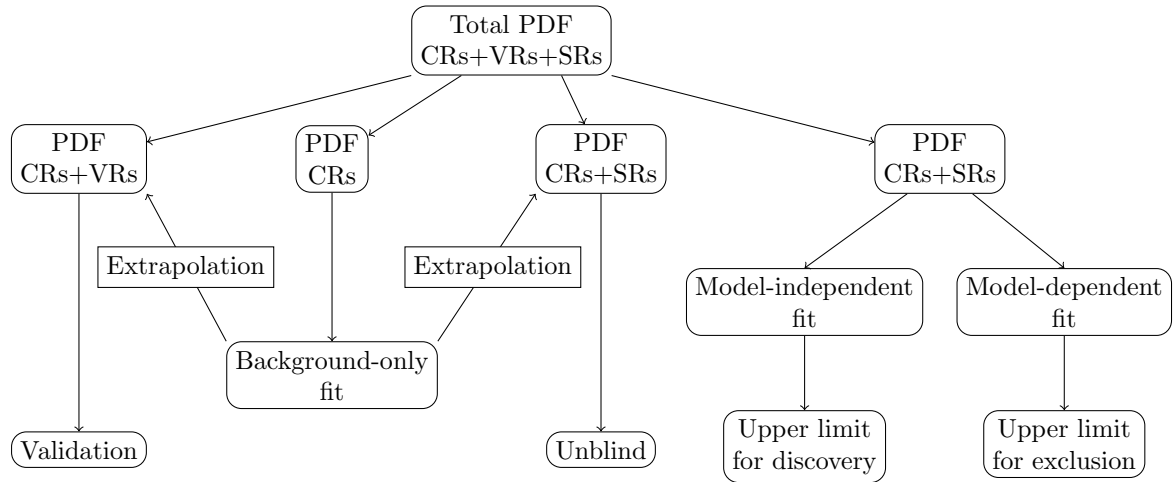 Total PDF
CRs+VRs+SRs
PDF
CRs+VRs
PDF
CRs
PDF
CRs+SRs
PDF
CRs+SRs
Extrapolation
Extrapolation
Model-independent
fit
Model-dependent
fit
Background-only
fit
Validation
Unblind
Upper limit
for discovery
Upper limit
for exclusion